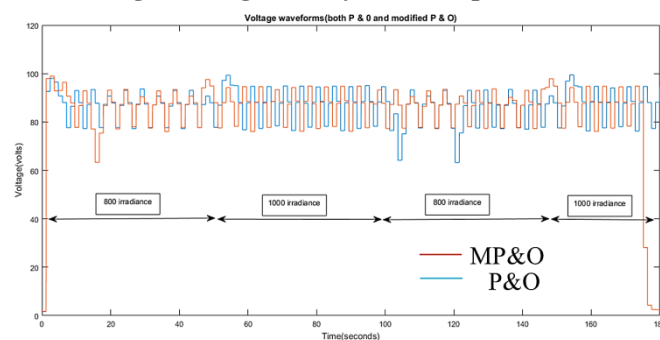 Voltage waveforms(both P & 0 and modified P & O)
120
100
80
60
40
20
0
Voltage(volts)
800 irradiance
1000 irradiance
800 irradiance
1000 irradiance
MP&O
P&O
0
20
40
60
80
100
120
140
160
180
Time(seconds)